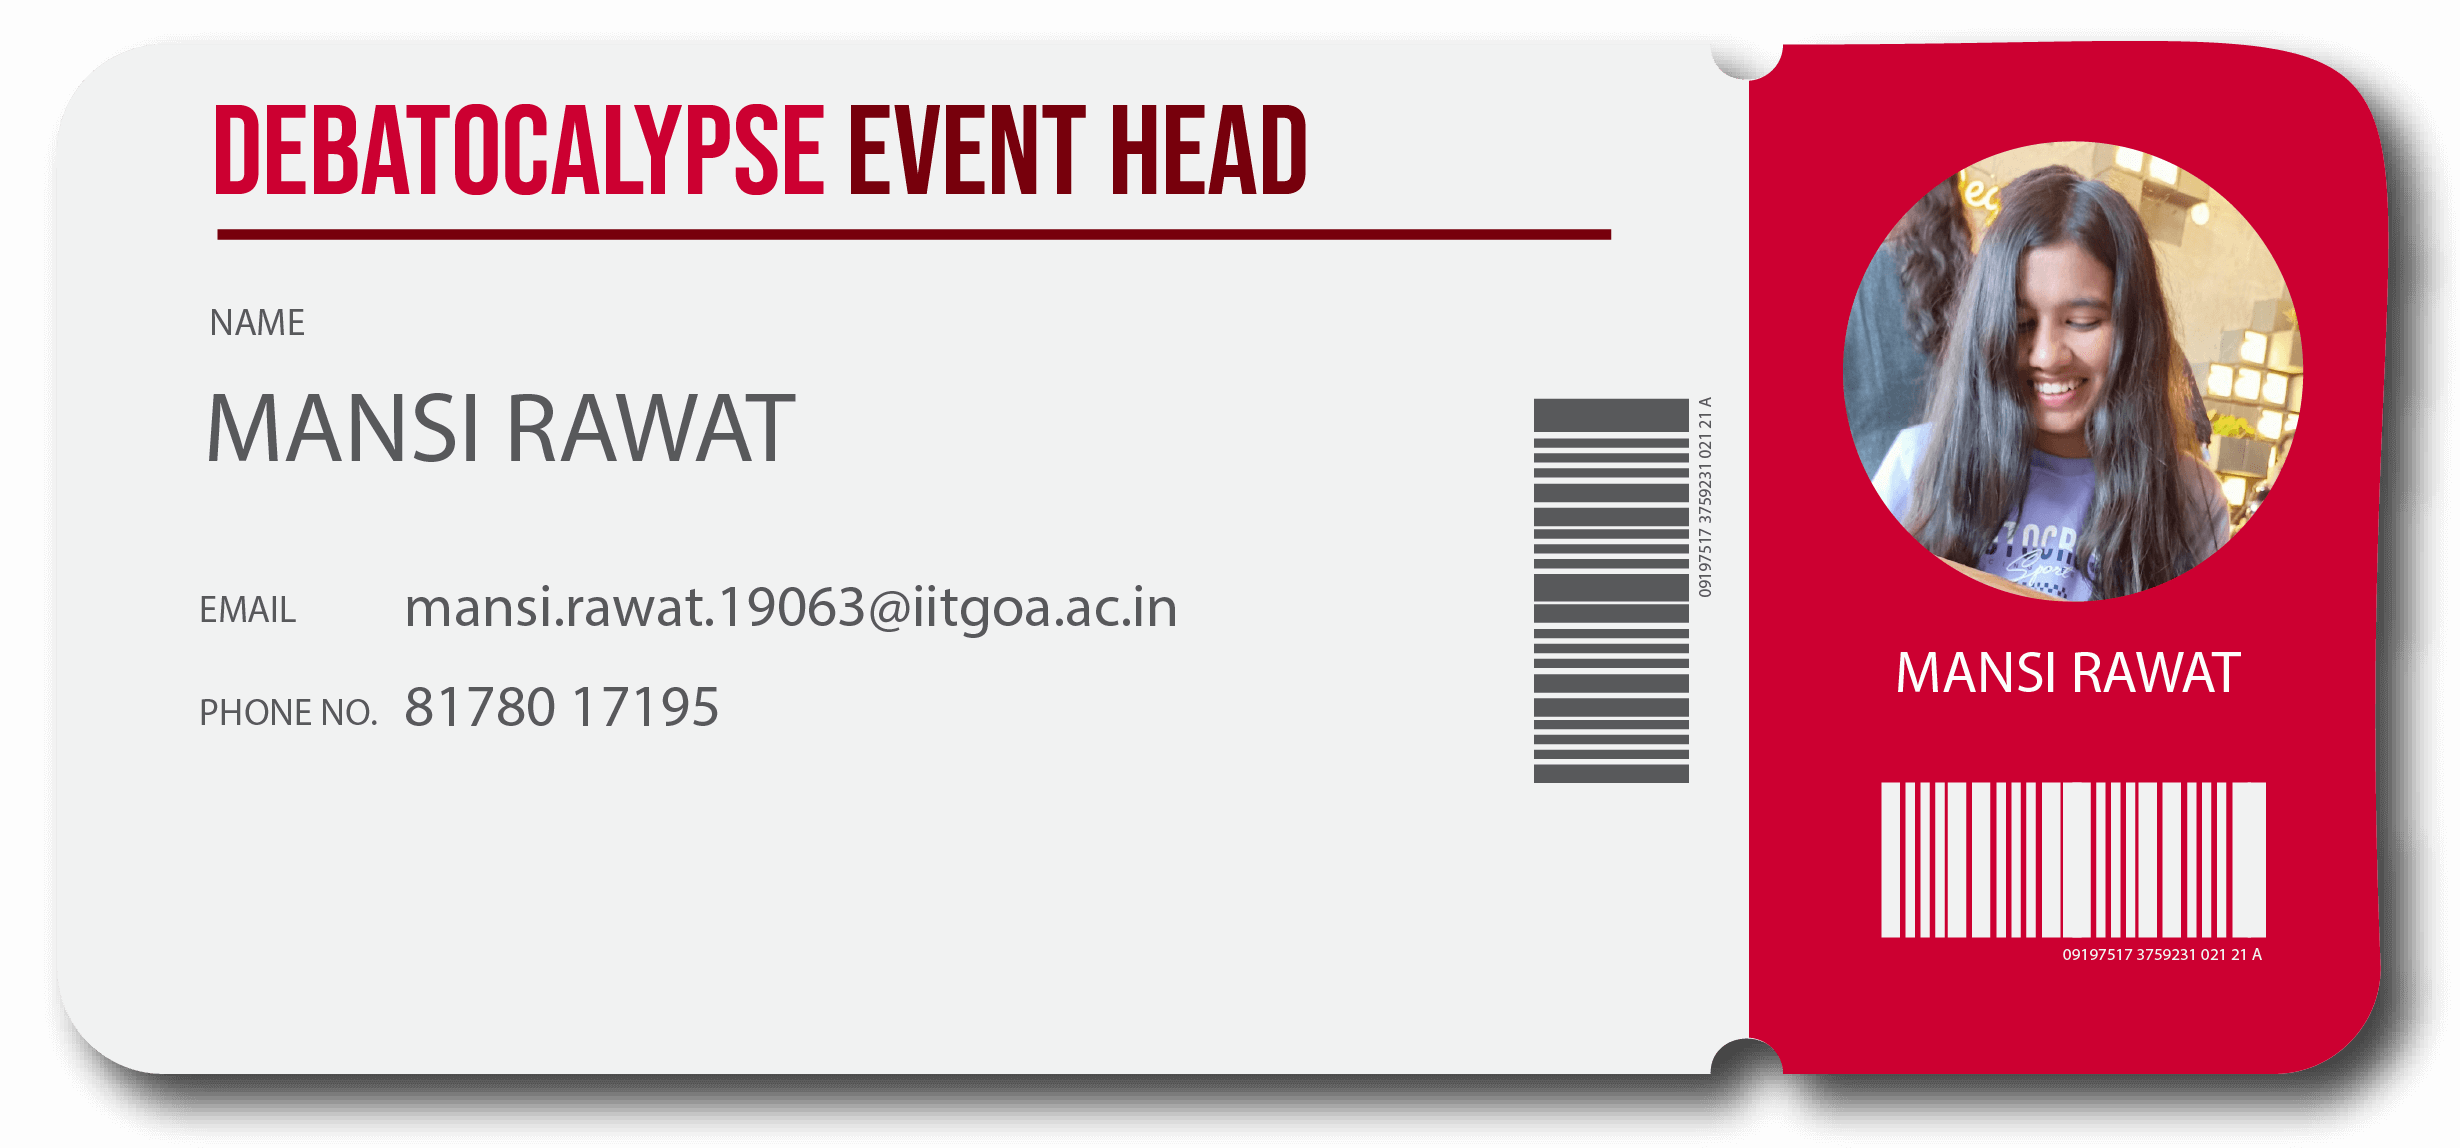 DEBATOCALYPSE EVENT HEAD
NAME
MANSI RAWAT
EMAIL mansi.rawat.19063@iitgoa.ac.in
PHONE NO. 81780 17195
09197517 3759231 021 21 A
MANSI RAWAT
09197517 3759231 021 21 A